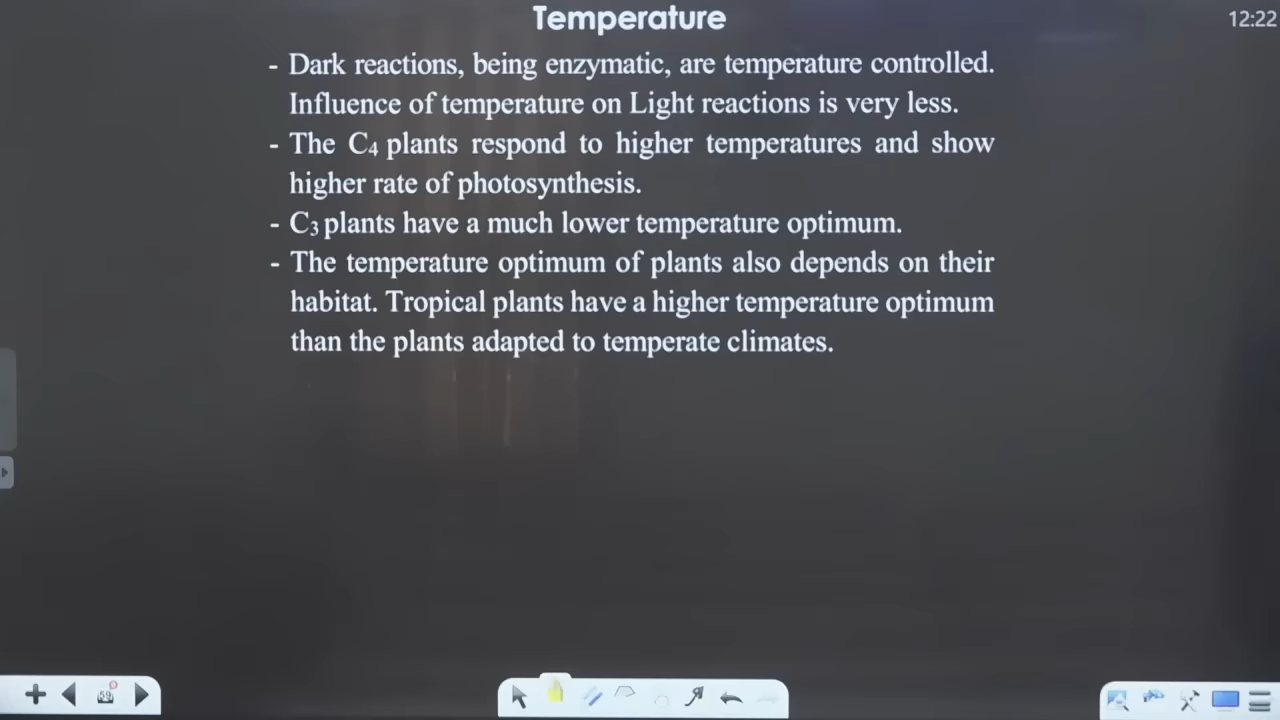 Temperature
12:22
- Dark reactions, being enzymatic, are temperature controlled.
Influence of temperature on Light reactions is very less.
- The C₄ plants respond to higher temperatures and show
higher rate of photosynthesis.
- C₃ plants have a much lower temperature optimum.
- The temperature optimum of plants also depends on their
habitat. Tropical plants have a higher temperature optimum
than the plants adapted to temperate climates.